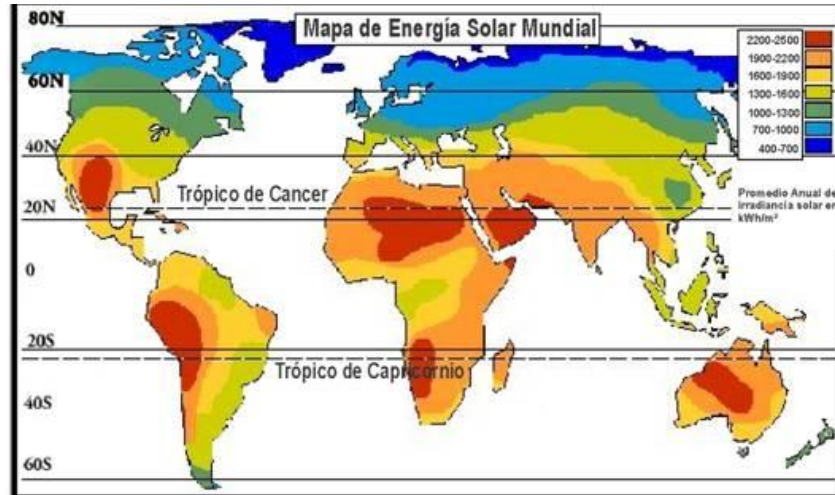 Mapa de Energía Solar Mundial
80N
60N
40N
20N
0
20S
40S
60S
Trópico de Cancer
Trópico de Capricornio
2200-2500
1900-2200
1600-1900
1300-1600
1000-1300
700-1000
400-700
Promedio Anual de
irradiancia solar en
kWh/m²